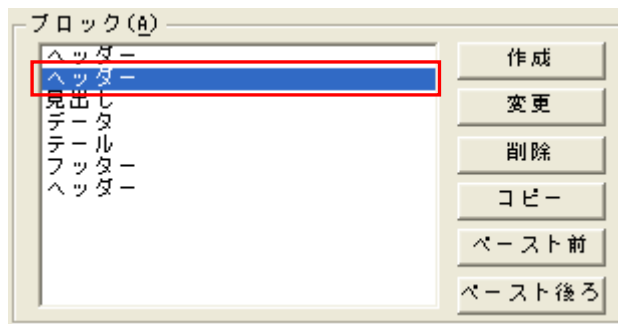 ブロック(A)
ヘッダー
ヘッダー
見出し
データ
テール
フッター
ヘッダー
作成
変更
削除
コピー
ペースト前
ペースト後ろ